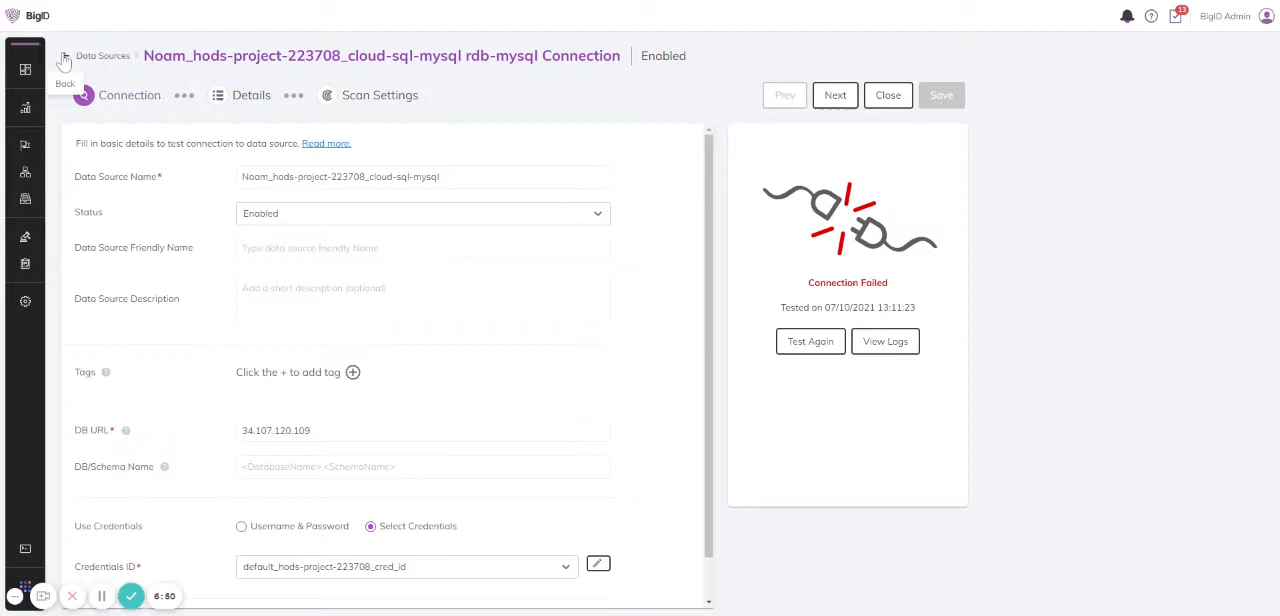 BigID
13
BigID Admin
Data Sources
Noam_hods-project-223708_cloud-sql-mysql rdb-mysql Connection
Enabled
Back
Connection
Details
Scan Settings
Prev
Next
Close
Save
Fill in basic details to test connection to data source. Read more.
Data Source Name*
Noam_hods-project-223708_cloud-sql-mysql
Status
Enabled
Data Source Friendly Name
Type data source friendly Name
Data Source Description
Add a short description (optional)
Tags
Click the + to add tag
DB URL*
34.107.120.109
DB/Schema Name
<DatabaseName>.<SchemaName>
Use Credentials
Username & Password
Select Credentials
Credentials ID*
default_hods-project-223708_cred_id
Connection Failed
Tested on 07/10/2021 13:11:23
Test Again
View Logs
6:50